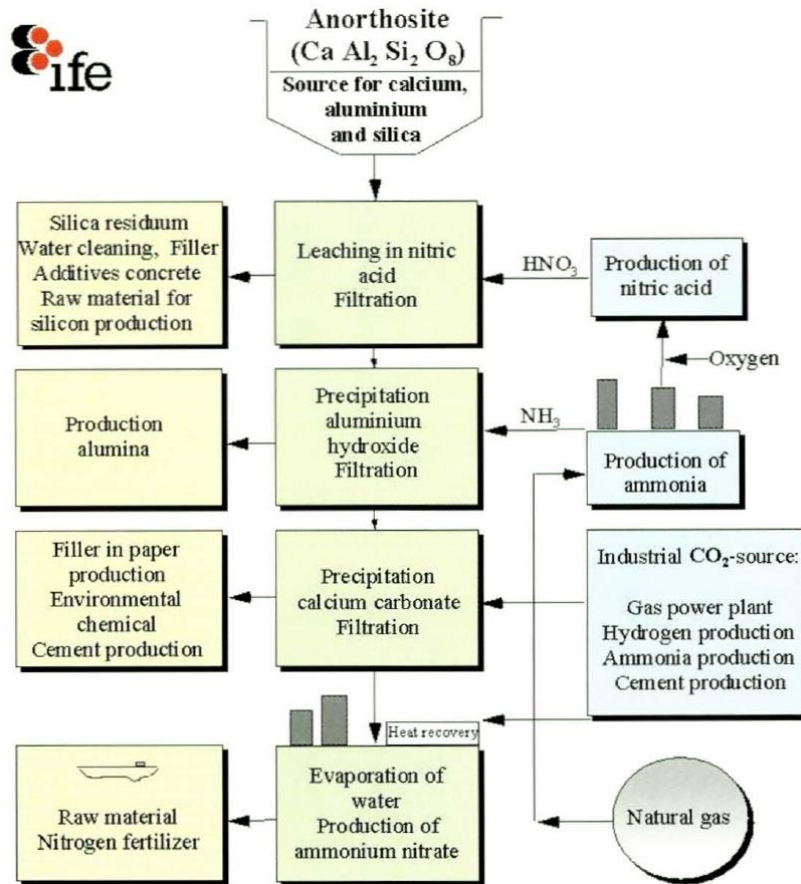 ife
Anorthosite
(Ca Al₂ Si₂ O₈)
Source for calcium,
aluminium
and silica
Silica residuum
Water cleaning, Filler
Additives concrete
Raw material for
silicon production
Leaching in nitric
acid
Filtration
HNO₃
Production of
nitric acid
Oxygen
Production
alumina
Precipitation
aluminium
hydroxide
Filtration
NH₃
Production of
ammonia
Filler in paper
production
Environmental
chemical
Cement production
Precipitation
calcium carbonate
Filtration
Industrial CO₂-source:
Gas power plant
Hydrogen production
Ammonia production
Cement production
Heat recovery
Raw material
Nitrogen fertilizer
Evaporation of
water
Production of
ammonium nitrate
Natural gas